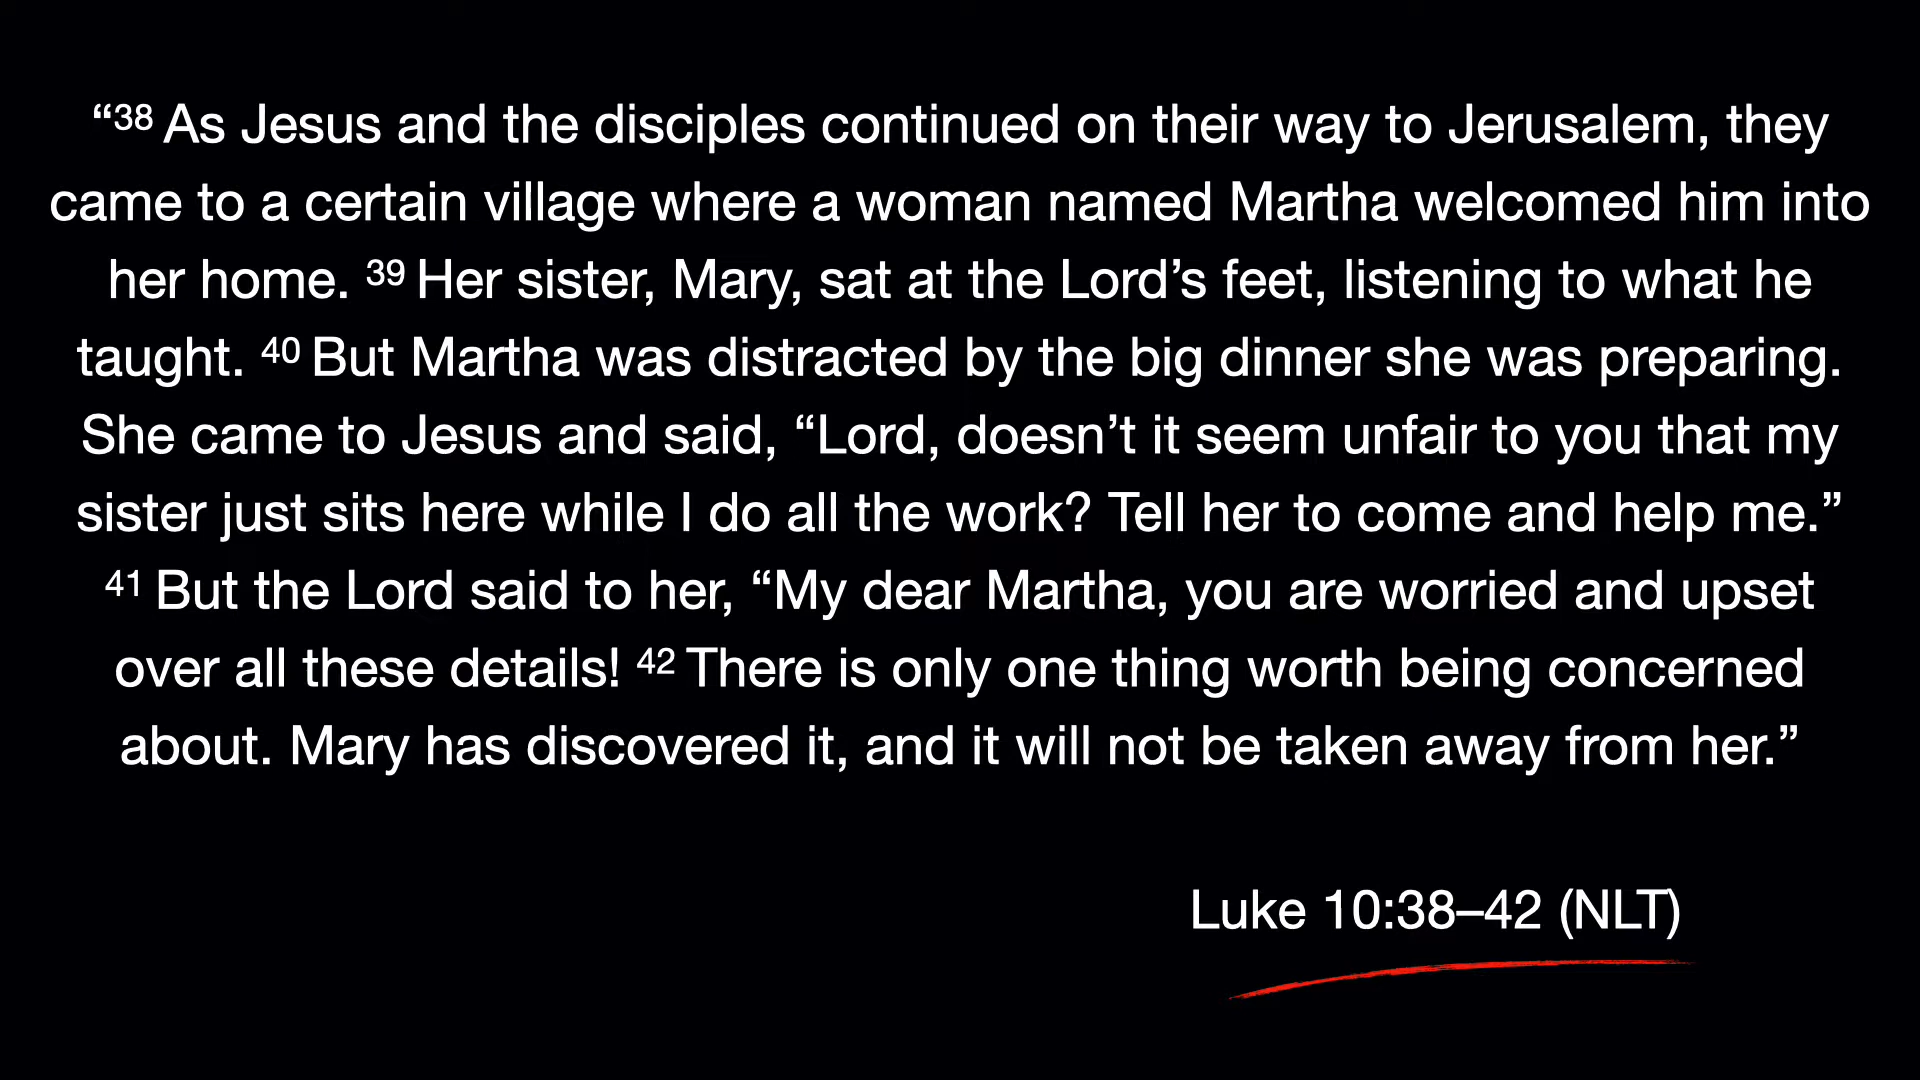 “38 As Jesus and the disciples continued on their way to Jerusalem, they
came to a certain village where a woman named Martha welcomed him into
her home. 39 Her sister, Mary, sat at the Lord’s feet, listening to what he
taught. 40 But Martha was distracted by the big dinner she was preparing.
She came to Jesus and said, “Lord, doesn’t it seem unfair to you that my
sister just sits here while I do all the work? Tell her to come and help me.”
41 But the Lord said to her, “My dear Martha, you are worried and upset
over all these details! 42 There is only one thing worth being concerned
about. Mary has discovered it, and it will not be taken away from her.”
Luke 10:38–42 (NLT)